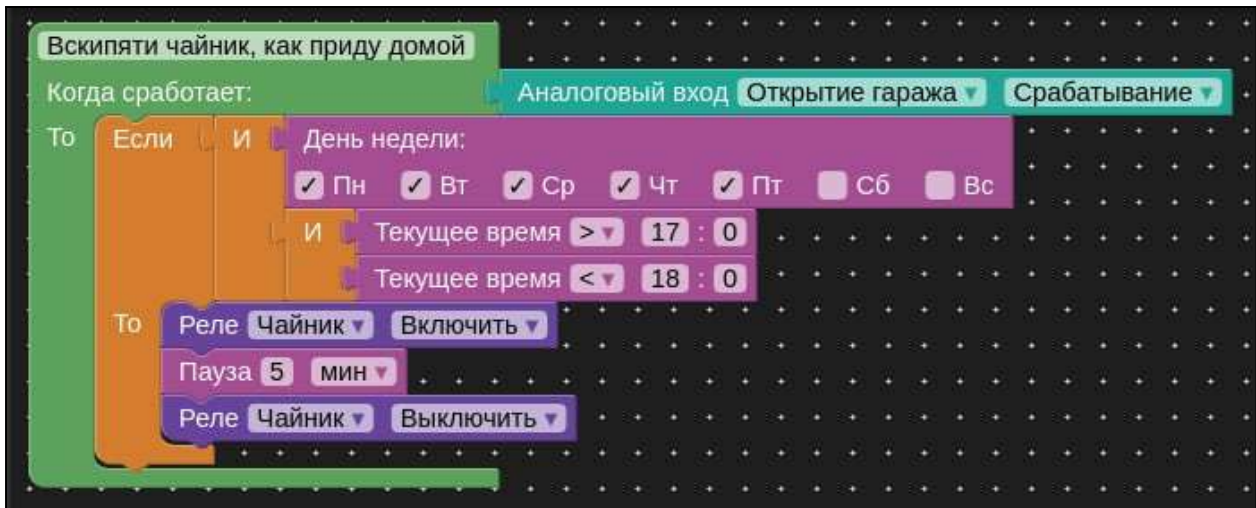 Вскипяти чайник, как приду домой
Когда сработает: Аналоговый вход Открытие гаража Срабатывание
То Если И День недели:
Пн Вт Ср Чт Пт Сб Вс
И Текущее время > 17 : 0
Текущее время < 18 : 0
То Реле Чайник Включить
Пауза 5 мин
Реле Чайник Выключить